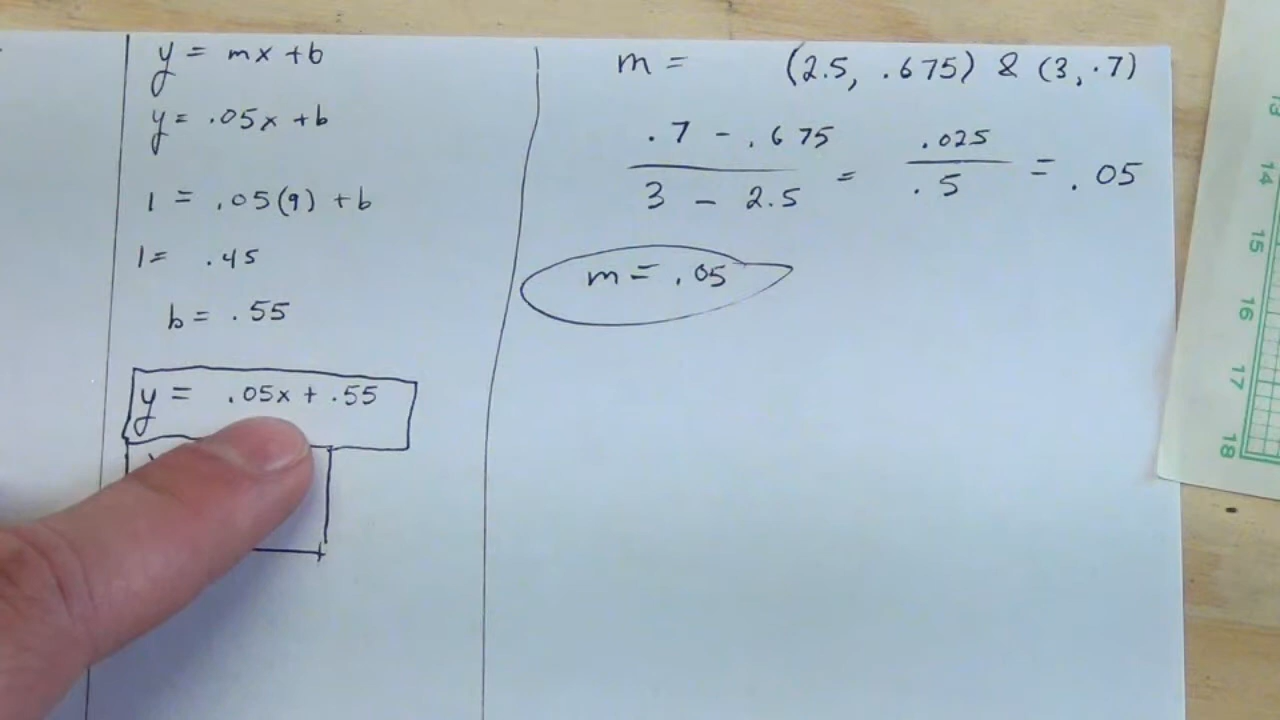 y = mx + b
y = .05x + b
1 = .05(9) + b
1 = .45
b = .55
y = .05x + .55
m = (2.5, .675) & (3, .7)
.7 - .675 / 3 - 2.5 = .025 / .5 = .05
m = .05
13
14
15
16
17
18